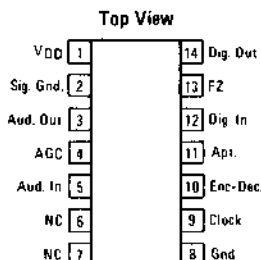 Top View
VDD 1 14 Dig. Out
Sig. Gnd. 2 13 FZ
Aud. Out 3 12 Dig In
AGC 4 11 Apt.
Aud. In 5 10 Enc-Dec.
NC 6 9 Clock
NC 7 8 Gnd